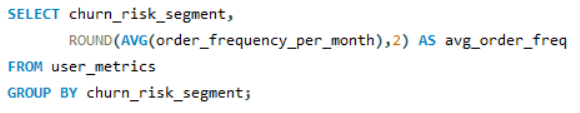 SELECT churn_risk_segment,
ROUND(AVG(order_frequency_per_month),2) AS avg_order_freq
FROM user_metrics
GROUP BY churn_risk_segment;